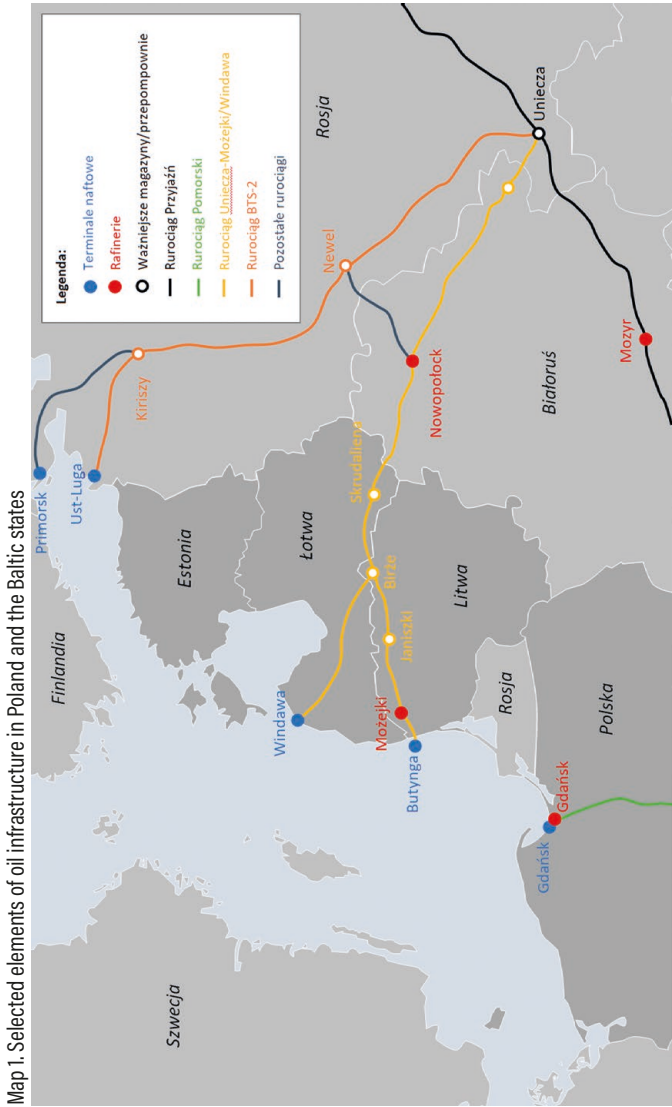 Map 1. Selected elements of oil infrastructure in Poland and the Baltic states
Legenda:
Terminale naftowe
Rafinerie
Ważniejsze magazyny/przepompownie
Rurociąg Przyjaźń
Rurociąg Pomorski
Rurociąg Uniecza-Możejki/Windawa
Rurociąg BTS-2
Pozostałe rurociągi
Finlandia
Primorsk
Ust-Ługa
Kiriszy
Rosja
Szwecja
Estonia
Newel
Windawa
Łotwa
Skrudaliena
Birże
Janiszki
Możejki
Butynga
Litwa
Nowopołock
Uniecza
Rosja
Białoruś
Gdańsk
Gdańsk
Polska
Mozyr